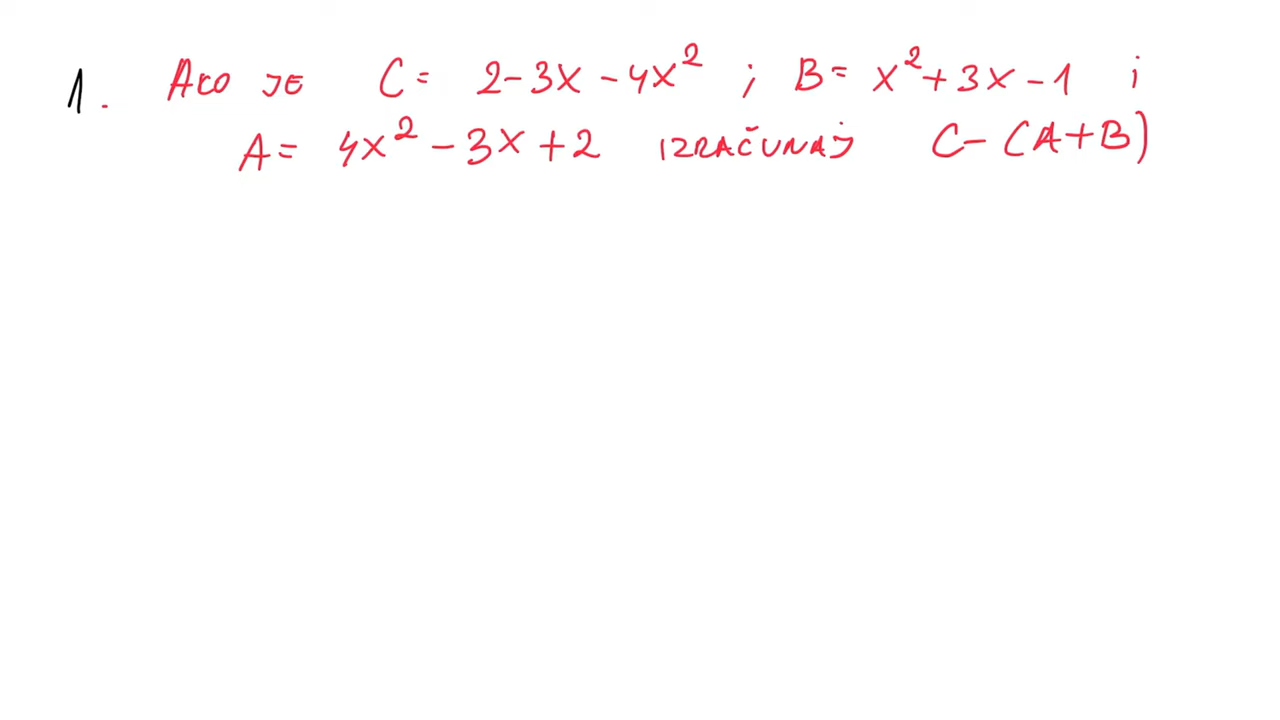 1. Ako je C = 2-3x-4x² ; B = x²+3x-1 i
A = 4x²-3x+2 IZRAČUNAJ C-(A+B)